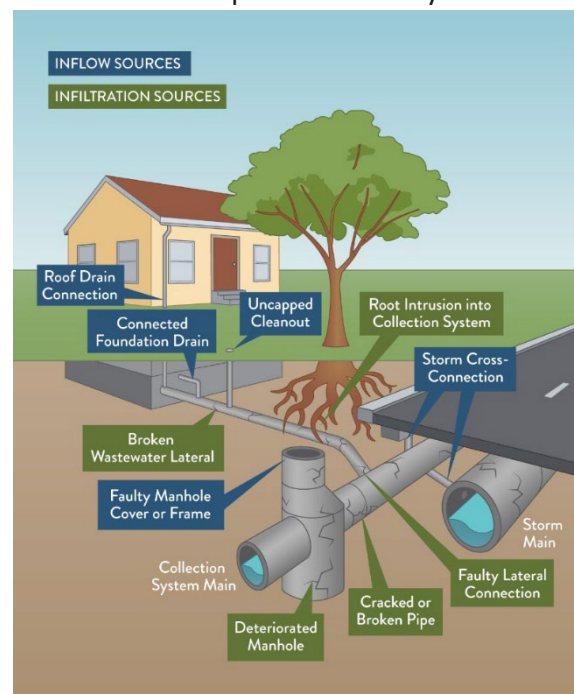 INFLOW SOURCES
INFILTRATION SOURCES
Roof Drain
Connection
Connected
Foundation Drain
Uncapped
Cleanout
Root Intrusion into
Collection System
Storm Cross-
Connection
Broken
Wastewater Lateral
Faulty Manhole
Cover or Frame
Storm
Main
Collection
System Main
Faulty Lateral
Connection
Cracked or
Broken Pipe
Deteriorated
Manhole